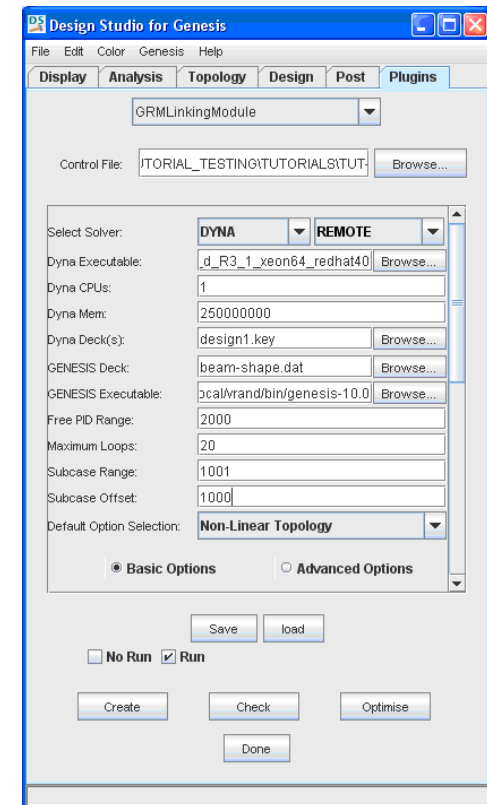 Design Studio for Genesis
File Edit Color Genesis Help
Display Analysis Topology Design Post Plugins
GRMLinkingModule
Control File: JTORIAL_TESTING\TUTORIALS\TUT- Browse...
Select Solver: DYNA REMOTE
Dyna Executable: _d_R3_1_xeon64_redhat40 Browse...
Dyna CPUs: 1
Dyna Mem: 250000000
Dyna Deck(s): design1.key Browse...
GENESIS Deck: beam-shape.dat Browse...
GENESIS Executable: ocal/vrand/bin/genesis-10.0 Browse...
Free PID Range: 2000
Maximum Loops: 20
Subcase Range: 1001
Subcase Offset: 1000
Default Option Selection: Non-Linear Topology
Basic Options Advanced Options
Save load
No Run Run
Create Check Optimise
Done